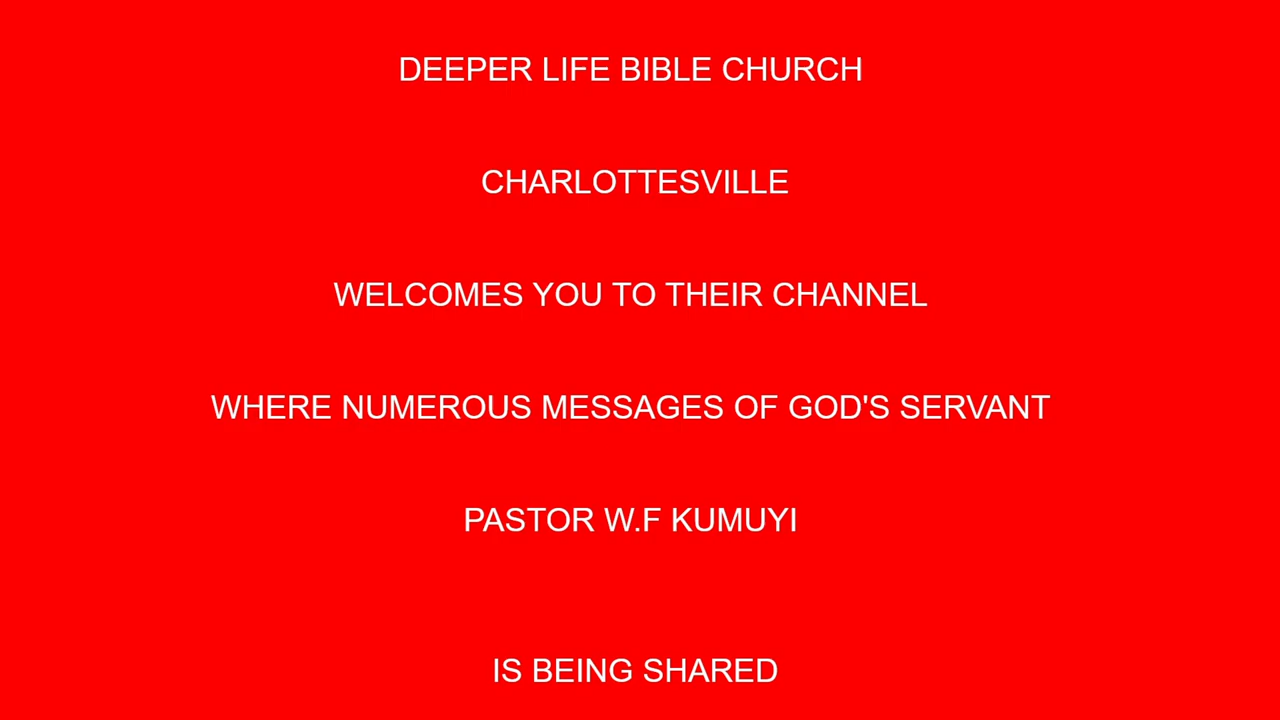 DEEPER LIFE BIBLE CHURCH
CHARLOTTESVILLE
WELCOMES YOU TO THEIR CHANNEL
WHERE NUMEROUS MESSAGES OF GOD'S SERVANT
PASTOR W.F KUMUYI
IS BEING SHARED